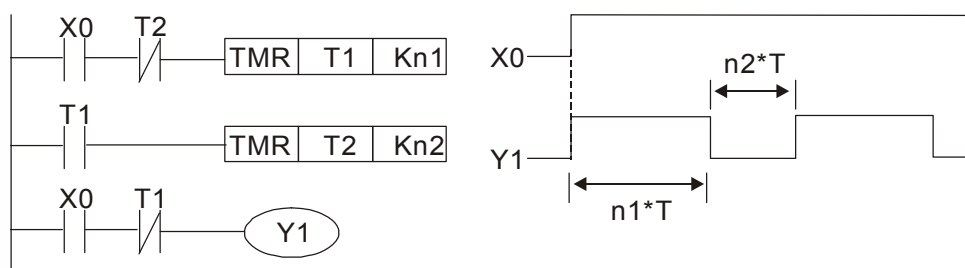 X0 T2
TMR T1 Kn1
T1
TMR T2 Kn2
X0 T1
Y1
X0
n2*T
Y1
n1*T